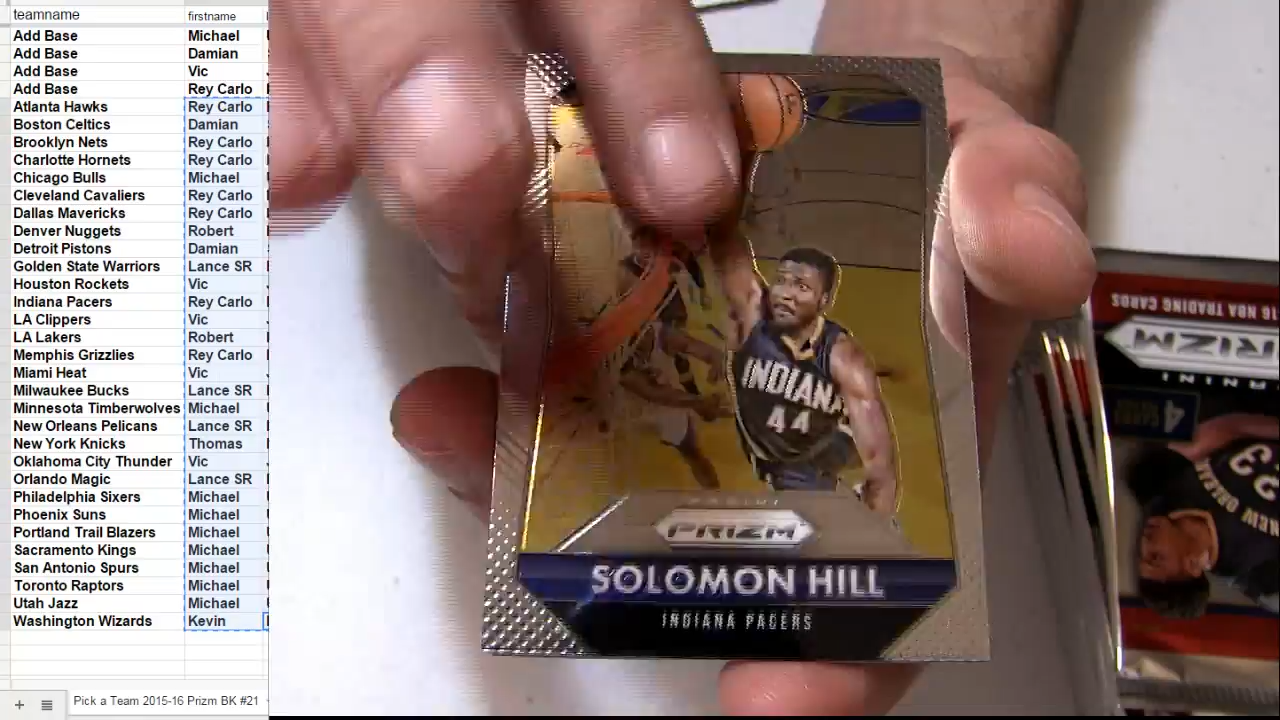 teamname firstname
Add Base Michael
Add Base Damian
Add Base Vic
Add Base Rey Carlo
Atlanta Hawks Rey Carlo
Boston Celtics Damian
Brooklyn Nets Rey Carlo
Charlotte Hornets Rey Carlo
Chicago Bulls Michael
Cleveland Cavaliers Rey Carlo
Dallas Mavericks Rey Carlo
Denver Nuggets Robert
Detroit Pistons Damian
Golden State Warriors Lance SR
Houston Rockets Vic
Indiana Pacers Rey Carlo
LA Clippers Vic
LA Lakers Robert
Memphis Grizzlies Rey Carlo
Miami Heat Vic
Milwaukee Bucks Lance SR
Minnesota Timberwolves Michael
New Orleans Pelicans Lance SR
New York Knicks Thomas
Oklahoma City Thunder Vic
Orlando Magic Lance SR
Philadelphia Sixers Michael
Phoenix Suns Michael
Portland Trail Blazers Michael
Sacramento Kings Michael
San Antonio Spurs Michael
Toronto Raptors Michael
Utah Jazz Michael
Washington Wizards Kevin
Pick a Team 2015-16 Prizm BK #21
INDIANA
44
PANINI
PRIZM
SOLOMON HILL
INDIANA PACERS
16 NBA TRADING CARDS
PRIZM
PANINI
4
NEW ORLEAN
23